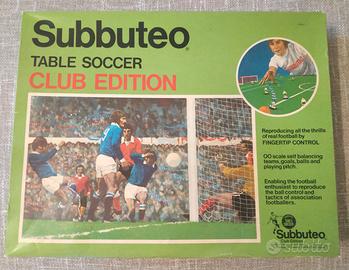 Subbuteo
TABLE SOCCER
CLUB EDITION
Reproducing all the thrills
of real football by
FINGERTIP CONTROL
OO scale self balancing
teams, goals, balls and
playing pitch.
Enabling the football
enthusiast to reproduce
the ball control and
tactics of association
footballers.
Subbuteo
Club Edition